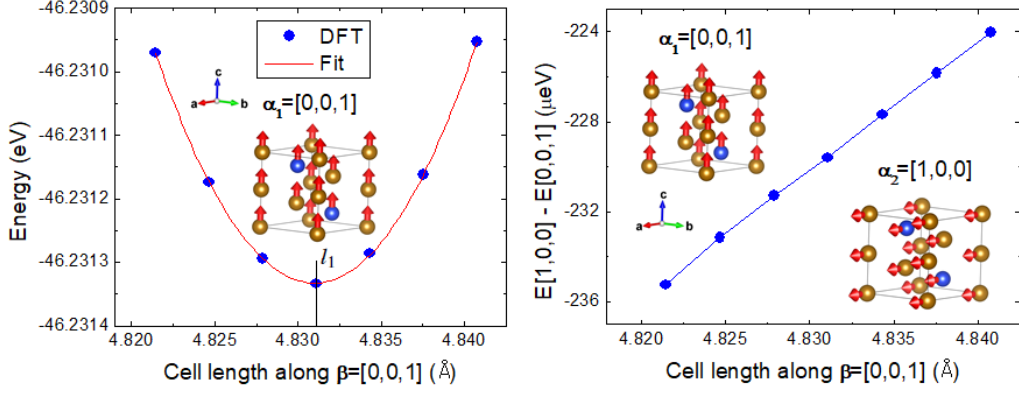 -46.2309
-46.2310
-46.2311
-46.2312
-46.2313
-46.2314
Energy (eV)
DFT
Fit
c
a
b
α1=[0,0,1]
l1
4.820 4.825 4.830 4.835 4.840
Cell length along β=[0,0,1] (Å)
-224
-228
-232
-236
E[1,0,0] - E[0,0,1] (μeV)
α1=[0,0,1]
α2=[1,0,0]
c
a
b
4.820 4.825 4.830 4.835 4.840
Cell length along β=[0,0,1] (Å)